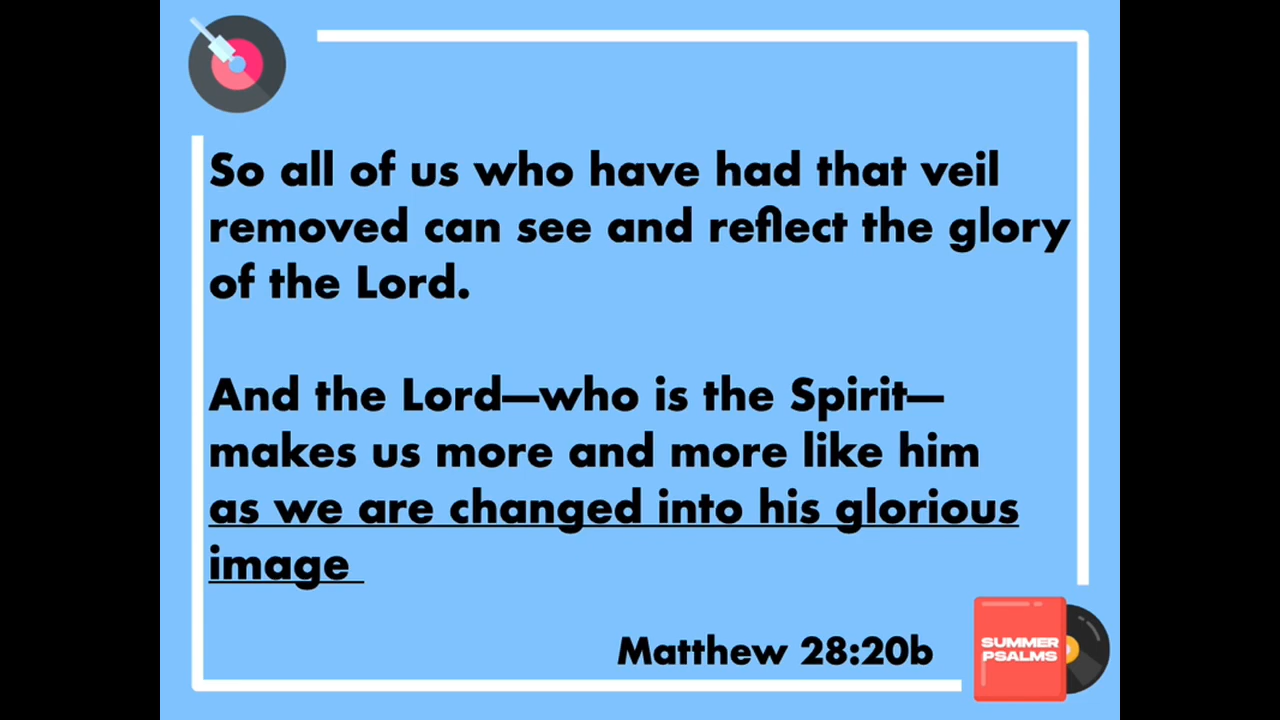 So all of us who have had that veil
removed can see and reflect the glory
of the Lord.
And the Lord—who is the Spirit—
makes us more and more like him
as we are changed into his glorious
image
Matthew 28:20b
SUMMER
PSALMS